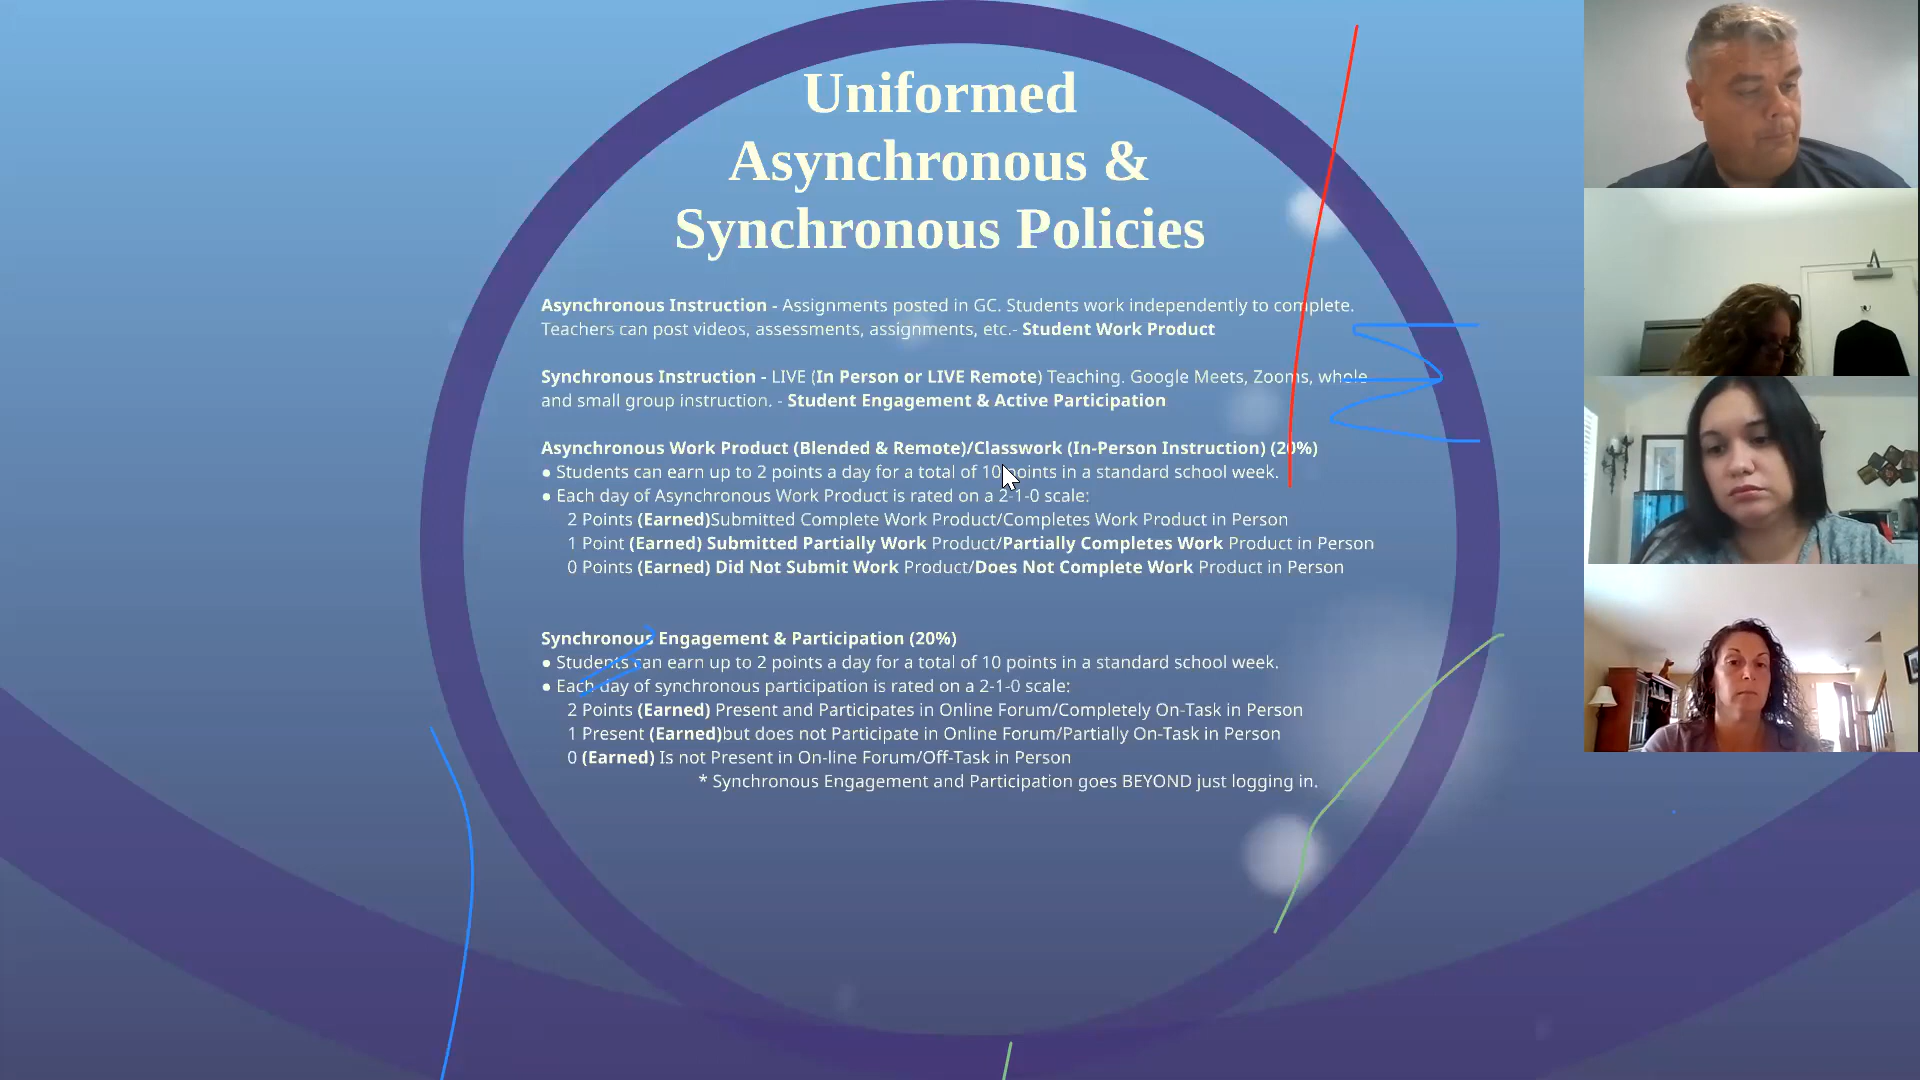 Uniformed
Asynchronous &
Synchronous Policies
Asynchronous Instruction - Assignments posted in GC. Students work independently to complete.
Teachers can post videos, assessments, assignments, etc.- Student Work Product
Synchronous Instruction - LIVE (In Person or LIVE Remote) Teaching. Google Meets, Zooms, whole
and small group instruction. - Student Engagement & Active Participation
Asynchronous Work Product (Blended & Remote)/Classwork (In-Person Instruction) (20%)
● Students can earn up to 2 points a day for a total of 10 points in a standard school week.
● Each day of Asynchronous Work Product is rated on a 2-1-0 scale:
2 Points (Earned)Submitted Complete Work Product/Completes Work Product in Person
1 Point (Earned) Submitted Partially Work Product/Partially Completes Work Product in Person
0 Points (Earned) Did Not Submit Work Product/Does Not Complete Work Product in Person
Synchronous Engagement & Participation (20%)
● Students can earn up to 2 points a day for a total of 10 points in a standard school week.
● Each day of synchronous participation is rated on a 2-1-0 scale:
2 Points (Earned) Present and Participates in Online Forum/Completely On-Task in Person
1 Present (Earned)but does not Participate in Online Forum/Partially On-Task in Person
0 (Earned) Is not Present in On-line Forum/Off-Task in Person
* Synchronous Engagement and Participation goes BEYOND just logging in.